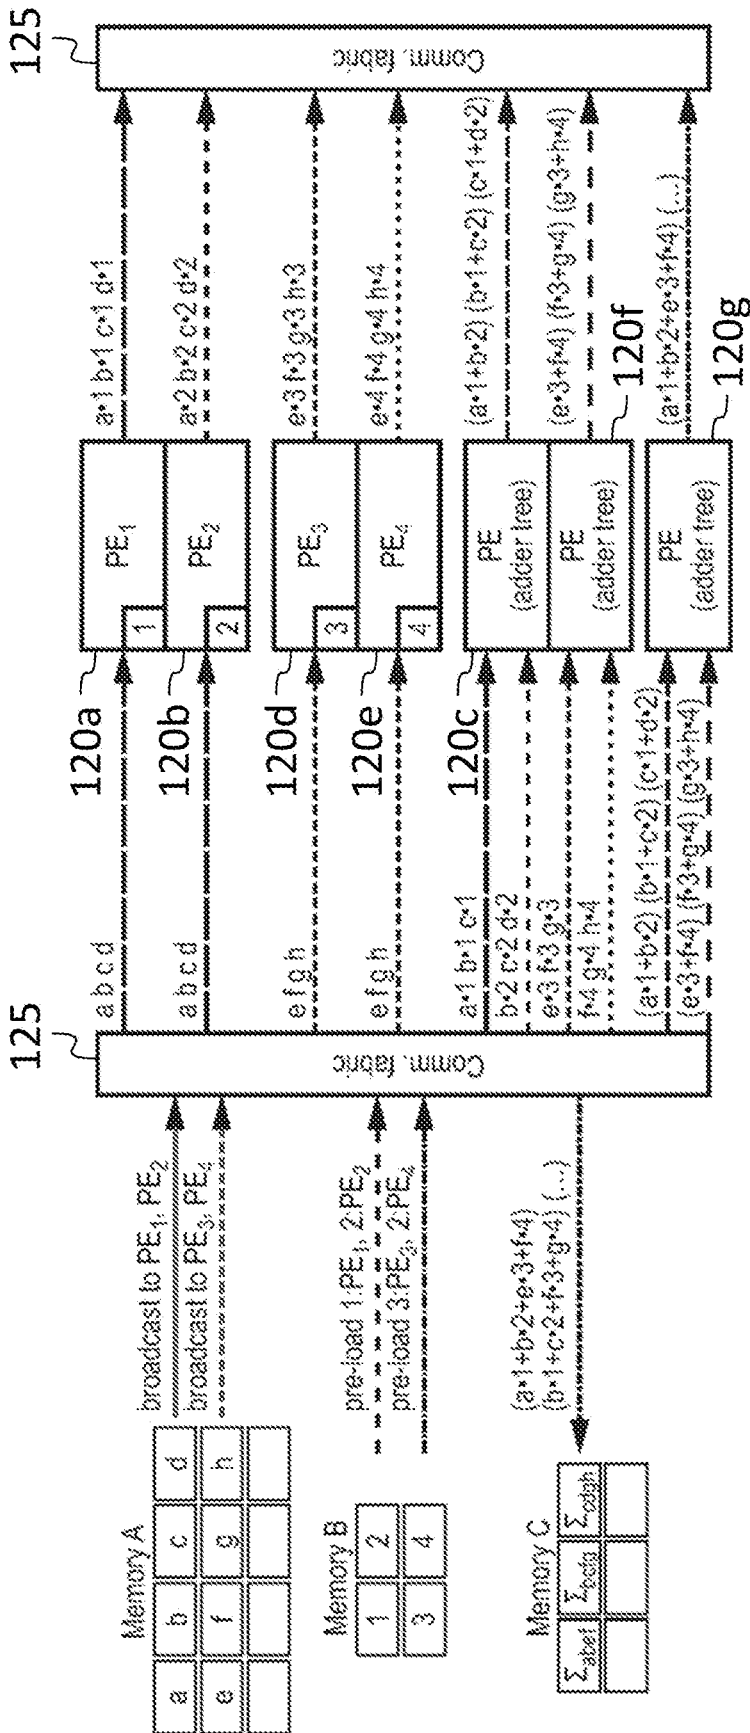 Memory A
a b c d
e f g h
Memory B
1 2
3 4
Memory C
Σabef Σbcfg Σcdgh
broadcast to PE1, PE2
broadcast to PE3, PE4
pre-load 1:PE1, 2:PE2
pre-load 3:PE3, 2:PE4
(a•1+b•2+e•3+f•4)
(b•1+c•2+f•3+g•4) (...)
125
Comm. fabric
a b c d
a b c d
e f g h
e f g h
a•1 b•1 c•1
b•2 c•2 d•2
e•3 f•3 g•3
f•4 g•4 h•4
(a•1+b•2) (b•1+c•2) (c•1+d•2)
(e•3+f•4) (f•3+g•4) (g•3+h•4)
120a
PE1
1
120b
PE2
2
120d
PE3
3
120e
PE4
4
120c
PE
(adder tree)
PE
(adder tree)
120f
PE
(adder tree)
120g
a•1 b•1 c•1 d•1
a•2 b•2 c•2 d•2
e•3 f•3 g•3 h•3
e•4 f•4 g•4 h•4
(a•1+b•2) (b•1+c•2) (c•1+d•2)
(e•3+f•4) (f•3+g•4) (g•3+h•4)
(a•1+b•2+e•3+f•4) (...)
125
Comm. fabric